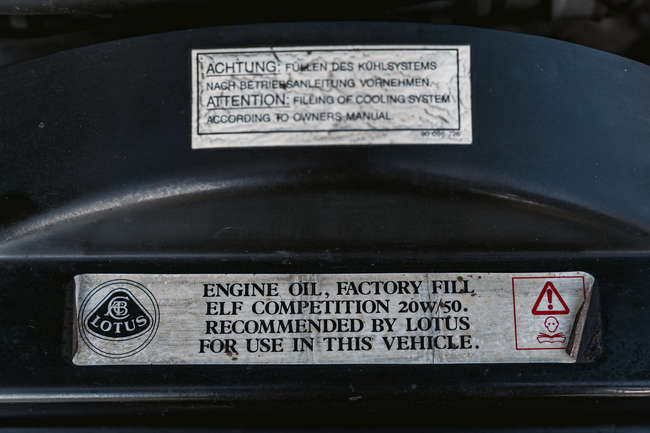 ACHTUNG: FÜLLEN DES KÜHLSYSTEMS
NACH BETRIEBSANLEITUNG VORNEHMEN.
ATTENTION: FILLING OF COOLING SYSTEM
ACCORDING TO OWNERS MANUAL
LOTUS
ENGINE OIL, FACTORY FILL
ELF COMPETITION 20W/50.
RECOMMENDED BY LOTUS
FOR USE IN THIS VEHICLE.